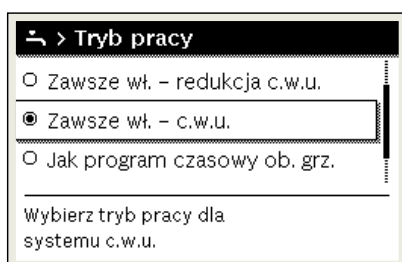 > Tryb pracy
Zawsze wł. – redukcja c.w.u.
Zawsze wł. – c.w.u.
Jak program czasowy ob. grz.
Wybierz tryb pracy dla
systemu c.w.u.